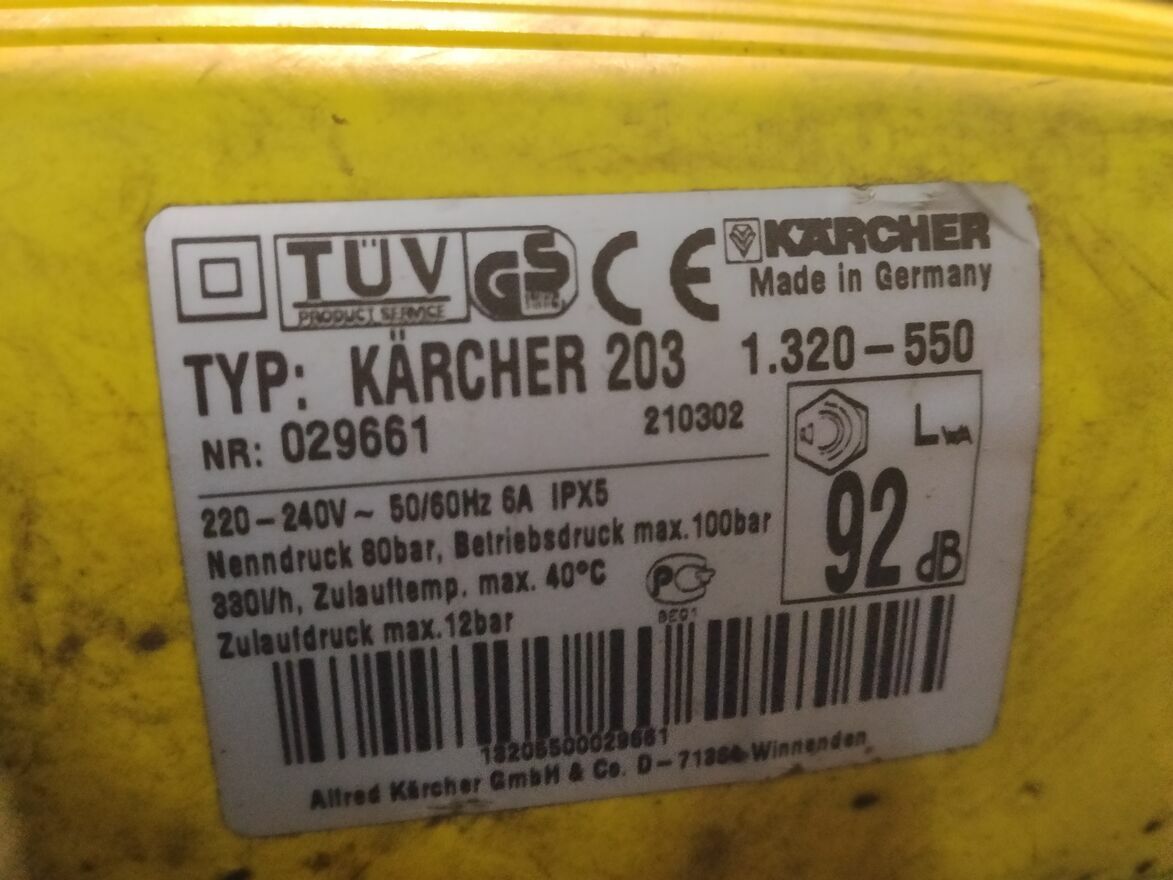 TÜV
PRODUCT SERVICE
GS
CE
KÄRCHER
Made in Germany
TYP: KÄRCHER 203 1.320-550
NR: 029661 210302
LWA
92 dB
220-240V~ 50/60Hz 6A IPX5
Nenndruck 80bar, Betriebsdruck max.100bar
330l/h, Zulauftemp. max. 40°C
Zulaufdruck max.12bar
13205500029661
Alfred Kärcher GmbH & Co. D-71364 Winnenden